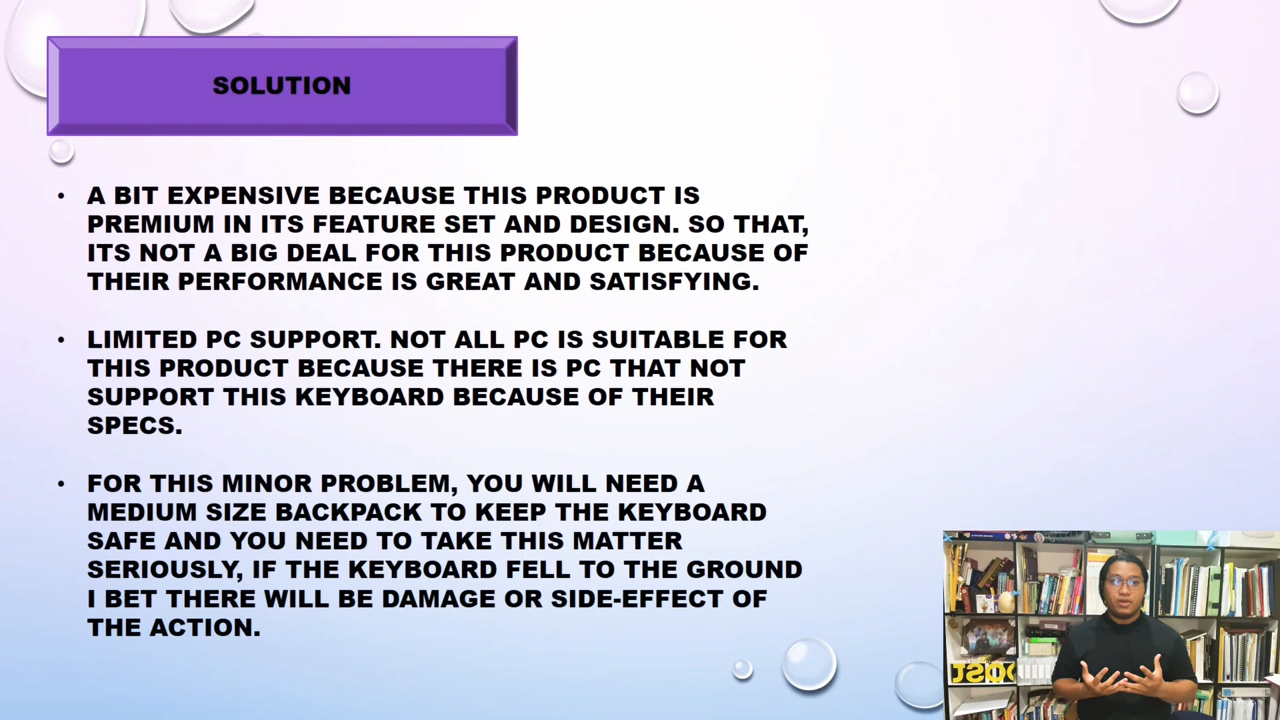 SOLUTION
• A BIT EXPENSIVE BECAUSE THIS PRODUCT IS
PREMIUM IN ITS FEATURE SET AND DESIGN. SO THAT,
ITS NOT A BIG DEAL FOR THIS PRODUCT BECAUSE OF
THEIR PERFORMANCE IS GREAT AND SATISFYING.
• LIMITED PC SUPPORT. NOT ALL PC IS SUITABLE FOR
THIS PRODUCT BECAUSE THERE IS PC THAT NOT
SUPPORT THIS KEYBOARD BECAUSE OF THEIR
SPECS.
• FOR THIS MINOR PROBLEM, YOU WILL NEED A
MEDIUM SIZE BACKPACK TO KEEP THE KEYBOARD
SAFE AND YOU NEED TO TAKE THIS MATTER
SERIOUSLY, IF THE KEYBOARD FELL TO THE GROUND
I BET THERE WILL BE DAMAGE OR SIDE-EFFECT OF
THE ACTION.